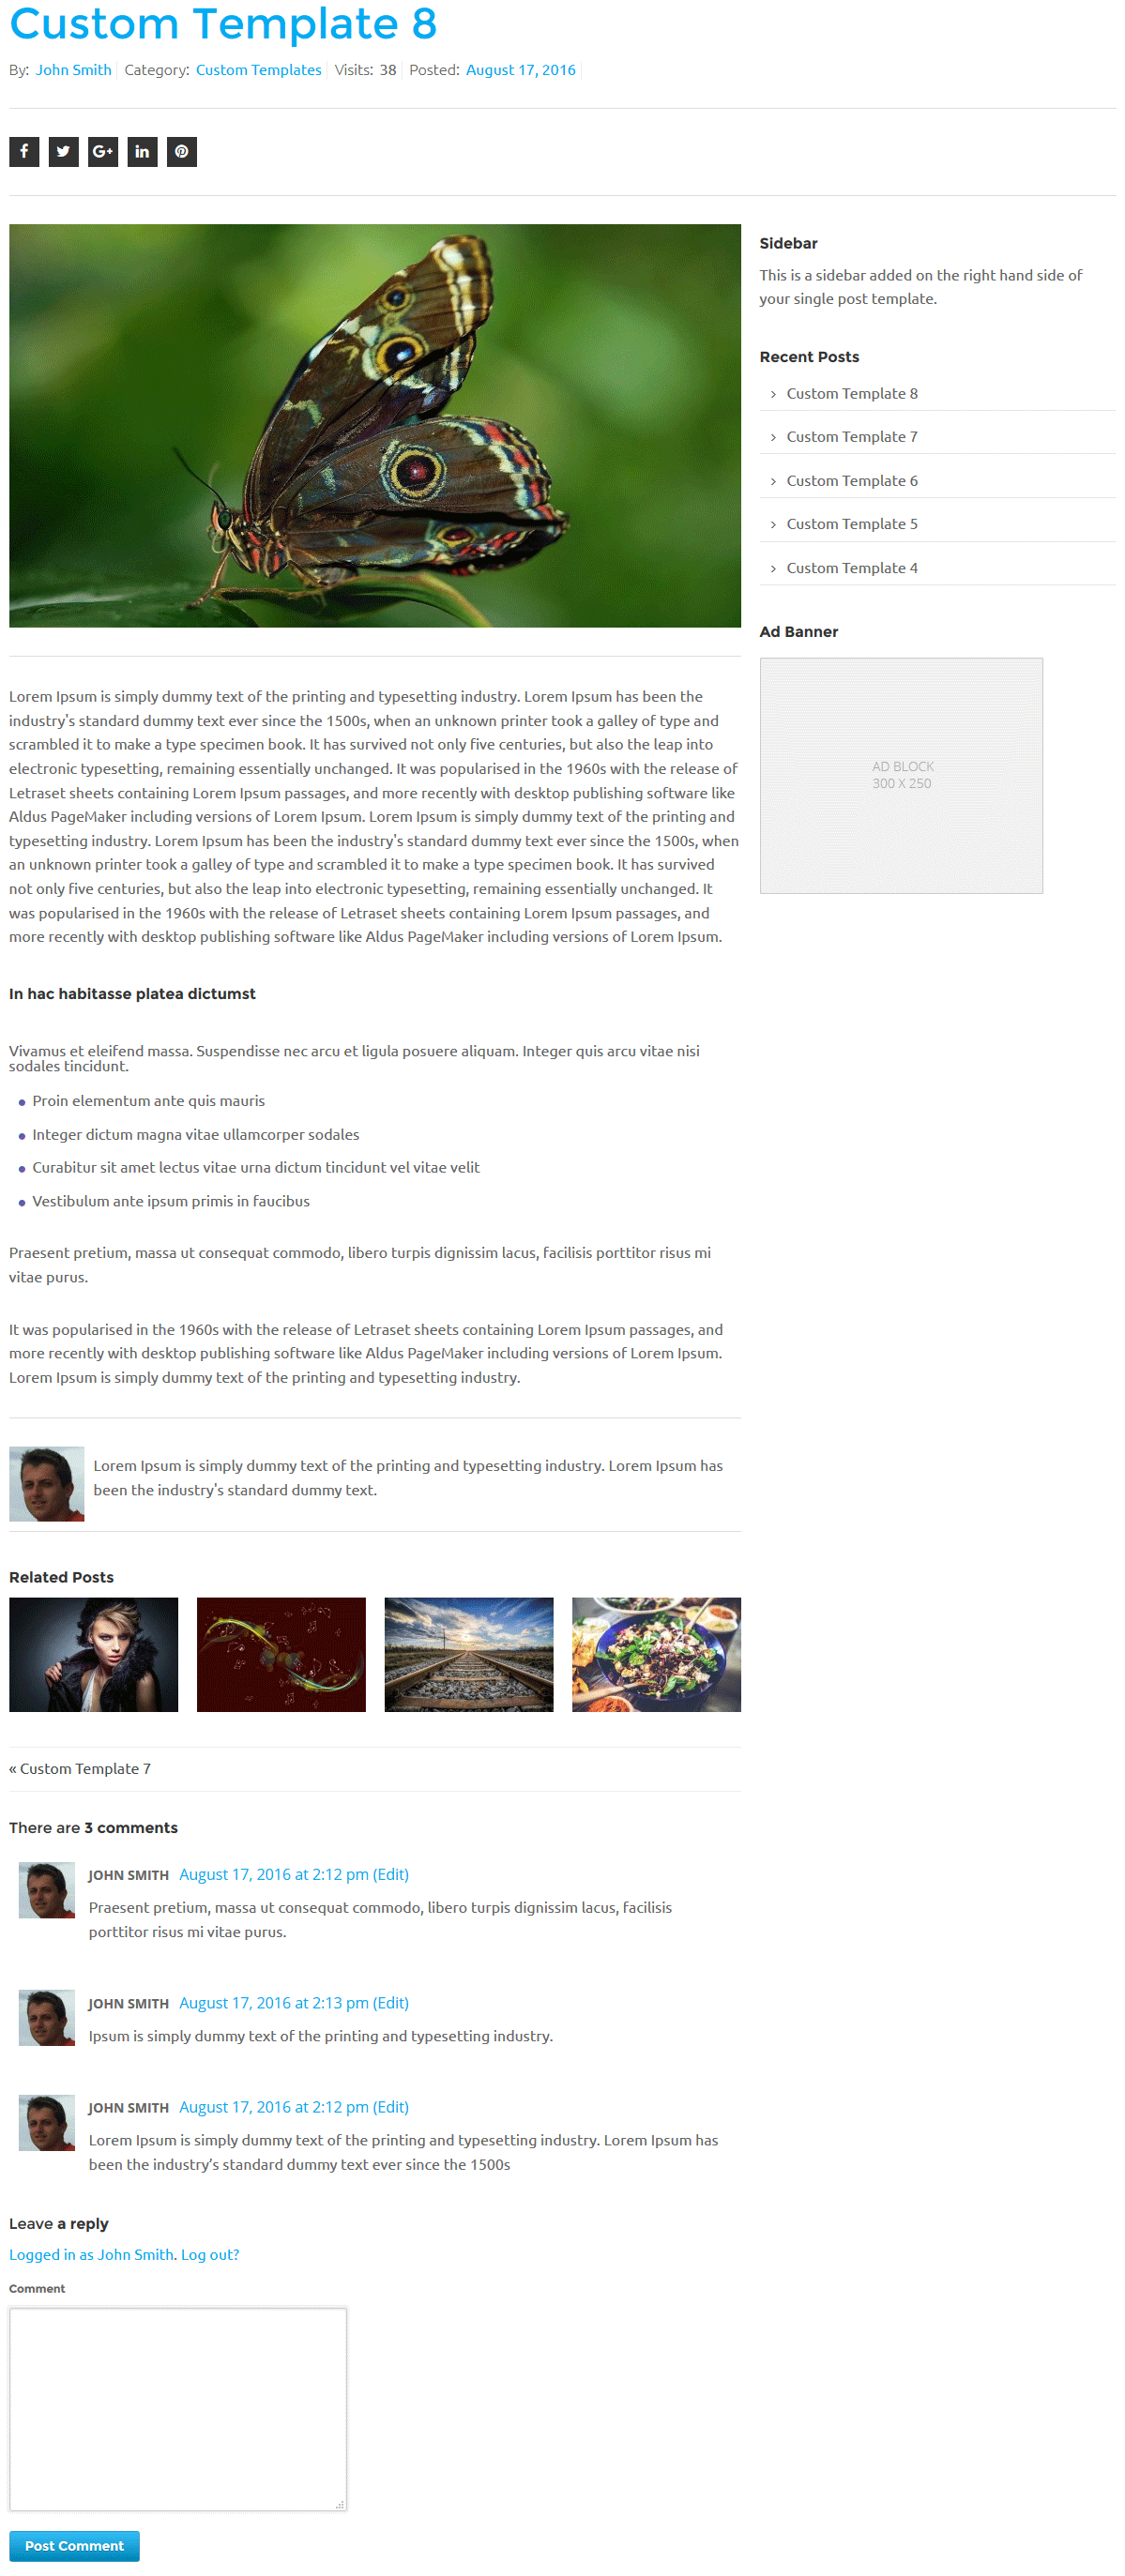 Custom Template 8
By: John Smith Category: Custom Templates Visits: 38 Posted: August 17, 2016
f G+ in
Sidebar
This is a sidebar added on the right hand side of
your single post template.
Recent Posts
› Custom Template 8
› Custom Template 7
› Custom Template 6
› Custom Template 5
› Custom Template 4
Ad Banner
AD BLOCK
300 X 250
Lorem Ipsum is simply dummy text of the printing and typesetting industry. Lorem Ipsum has been the
industry's standard dummy text ever since the 1500s, when an unknown printer took a galley of type and
scrambled it to make a type specimen book. It has survived not only five centuries, but also the leap into
electronic typesetting, remaining essentially unchanged. It was popularised in the 1960s with the release of
Letraset sheets containing Lorem Ipsum passages, and more recently with desktop publishing software like
Aldus PageMaker including versions of Lorem Ipsum. Lorem Ipsum is simply dummy text of the printing and
typesetting industry. Lorem Ipsum has been the industry's standard dummy text ever since the 1500s, when
an unknown printer took a galley of type and scrambled it to make a type specimen book. It has survived
not only five centuries, but also the leap into electronic typesetting, remaining essentially unchanged. It
was popularised in the 1960s with the release of Letraset sheets containing Lorem Ipsum passages, and
more recently with desktop publishing software like Aldus PageMaker including versions of Lorem Ipsum.
In hac habitasse platea dictumst
Vivamus et eleifend massa. Suspendisse nec arcu et ligula posuere aliquam. Integer quis arcu vitae nisi
sodales tincidunt.
• Proin elementum ante quis mauris
• Integer dictum magna vitae ullamcorper sodales
• Curabitur sit amet lectus vitae urna dictum tincidunt vel vitae velit
• Vestibulum ante ipsum primis in faucibus
Praesent pretium, massa ut consequat commodo, libero turpis dignissim lacus, facilisis porttitor risus mi
vitae purus.
It was popularised in the 1960s with the release of Letraset sheets containing Lorem Ipsum passages, and
more recently with desktop publishing software like Aldus PageMaker including versions of Lorem Ipsum.
Lorem Ipsum is simply dummy text of the printing and typesetting industry.
Lorem Ipsum is simply dummy text of the printing and typesetting industry. Lorem Ipsum has
been the industry's standard dummy text.
Related Posts
« Custom Template 7
There are 3 comments
JOHN SMITH August 17, 2016 at 2:12 pm (Edit)
Praesent pretium, massa ut consequat commodo, libero turpis dignissim lacus, facilisis
porttitor risus mi vitae purus.
JOHN SMITH August 17, 2016 at 2:13 pm (Edit)
Ipsum is simply dummy text of the printing and typesetting industry.
JOHN SMITH August 17, 2016 at 2:12 pm (Edit)
Lorem Ipsum is simply dummy text of the printing and typesetting industry. Lorem Ipsum has
been the industry’s standard dummy text ever since the 1500s
Leave a reply
Logged in as John Smith. Log out?
Comment
Post Comment